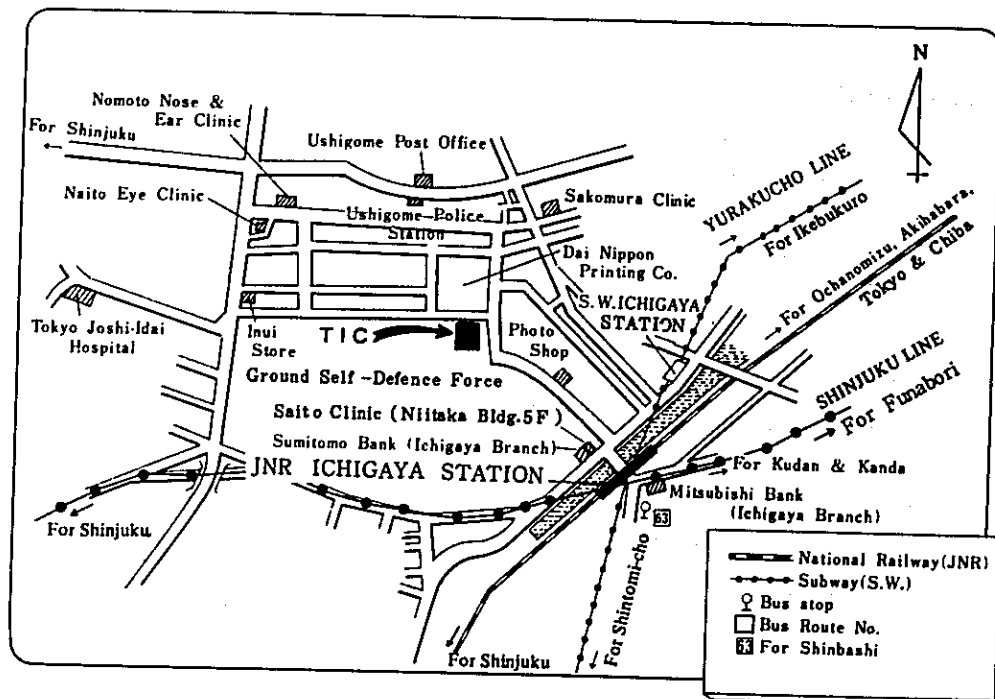 N
Nomoto Nose &
Ear Clinic
For Shinjuku
Ushigome Post Office
Naito Eye Clinic
Ushigome-Police
Station
Sakomura Clinic
YURAKUCHO LINE
For Ikebukuro
Dai Nippon
Printing Co.
For Ochanomizu, Akihabara,
Tokyo & Chiba
S.W.ICHIGAYA
STATION
Tokyo Joshi-Idai
Hospital
Inui
Store
TIC
Photo
Shop
Ground Self-Defence Force
SHINJUKU LINE
For Funabori
Saito Clinic (Niitaka Bldg.5F)
Sumitomo Bank (Ichigaya Branch)
JNR ICHIGAYA STATION
For Kudan & Kanda
Mitsubishi Bank
(Ichigaya Branch)
63
For Shinjuku
For Shintomi-cho
For Shinjuku
National Railway(JNR)
Subway(S.W.)
Bus stop
Bus Route No.
63 For Shinbashi